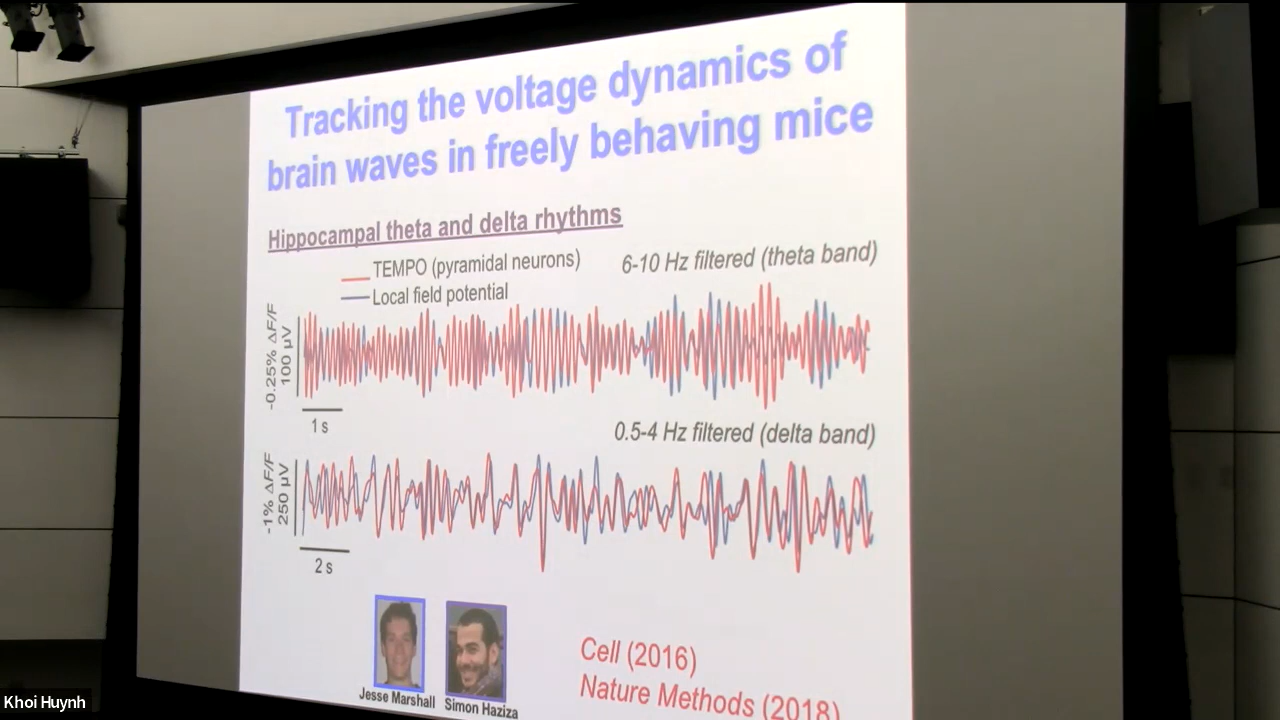 Tracking the voltage dynamics of
brain waves in freely behaving mice
Hippocampal theta and delta rhythms
TEMPO (pyramidal neurons)
Local field potential
6-10 Hz filtered (theta band)
-0.25% ΔF/F
100 µV
1 s
0.5-4 Hz filtered (delta band)
-1% ΔF/F
250 µV
2 s
Jesse Marshall
Simon Haziza
Cell (2016)
Nature Methods (2018)
Khoi Huynh